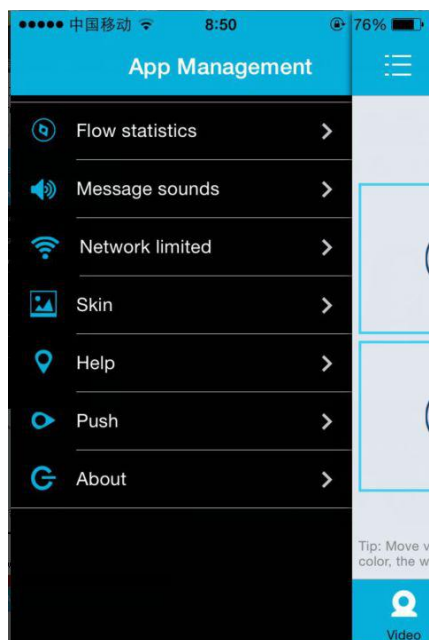 中国移动 8:50 76%
App Management
Flow statistics
Message sounds
Network limited
Skin
Help
Push
About
Tip: Move
color, the w
Video